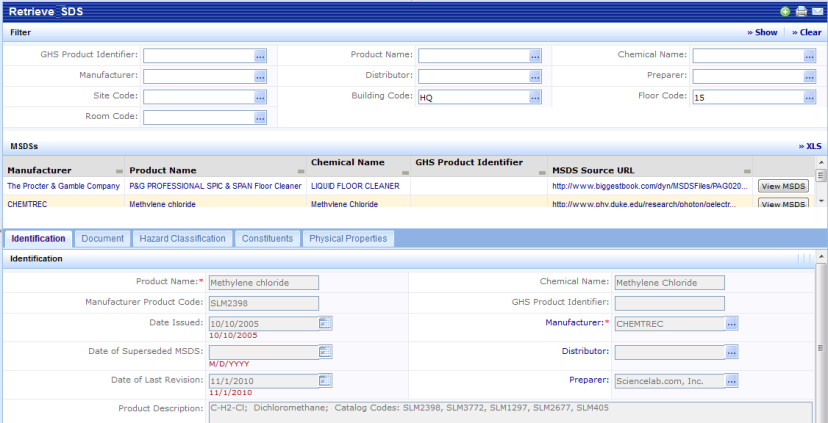 Retrieve_SDS
Filter » Show » Clear
GHS Product Identifier: ... Product Name: ... Chemical Name: ...
Manufacturer: ... Distributor: ... Preparer: ...
Site Code: ... Building Code: HQ ... Floor Code: 15 ...
Room Code: ...
MSDSs » XLS
Manufacturer Product Name Chemical Name GHS Product Identifier MSDS Source URL
The Procter & Gamble Company P&G PROFESSIONAL SPIC & SPAN Floor Cleaner LIQUID FLOOR CLEANER http://www.biggestbook.com/dyn/MSDSFiles/PAG020... View MSDS
CHEMTREC Methylene chloride Methylene Chloride http://www.phy.duke.edu/research/photon/qelectr... View MSDS
Identification Document Hazard Classification Constituents Physical Properties
Identification
Product Name:* Methylene chloride Chemical Name: Methylene Chloride
Manufacturer Product Code: SLM2398 GHS Product Identifier:
Date Issued: 10/10/2005 Manufacturer:* CHEMTREC ...
10/10/2005
Date of Superseded MSDS: Distributor: ...
M/D/YYYY
Date of Last Revision: 11/1/2010 Preparer: Sciencelab.com, Inc. ...
11/1/2010
Product Description: C-H2-Cl; Dichloromethane; Catalog Codes: SLM2398, SLM3772, SLM1297, SLM2677, SLM405